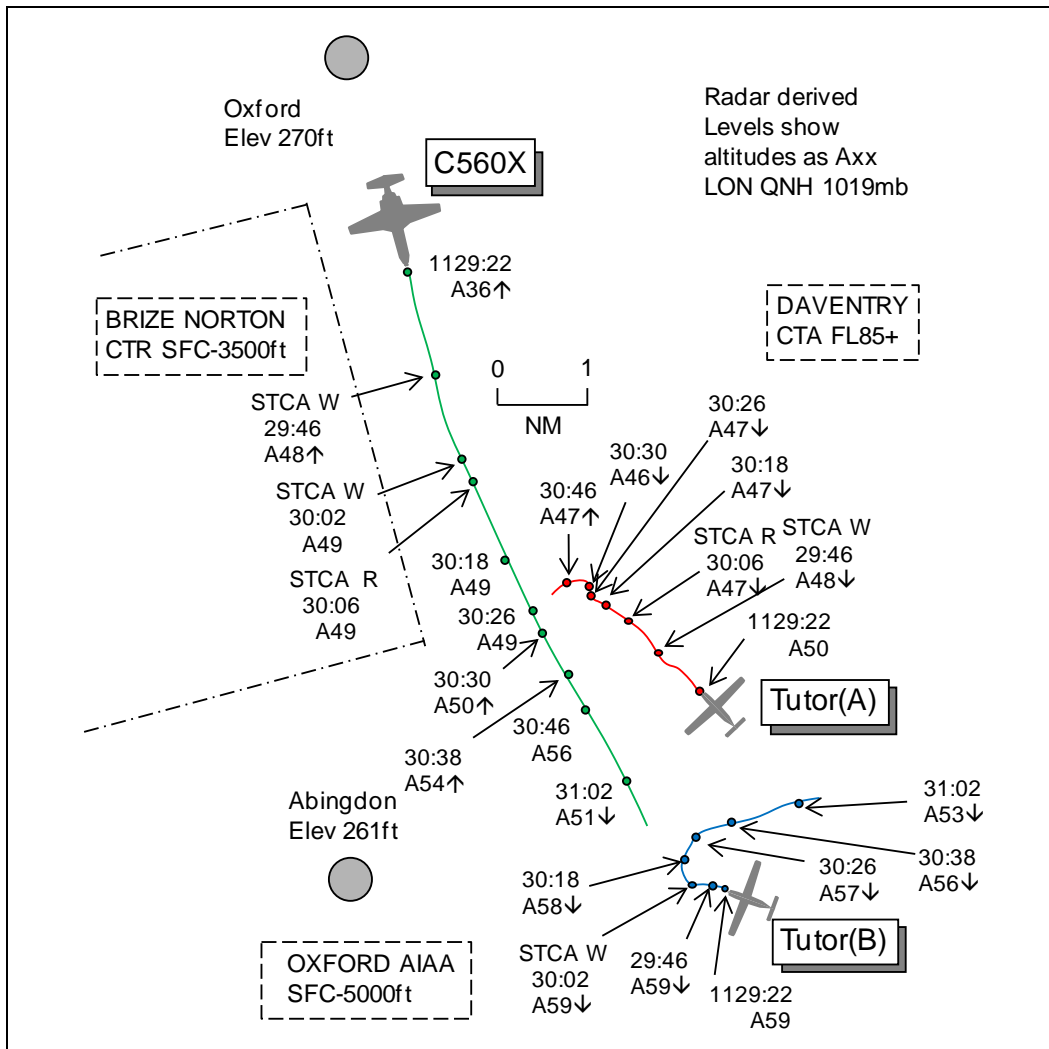 Oxford
Elev 270ft
Radar derived
Levels show
altitudes as Axx
LON QNH 1019mb
C560X
1129:22
A36↑
BRIZE NORTON
CTR SFC-3500ft
DAVENTRY
CTA FL85+
0 1
NM
STCA W
29:46
A48↑
30:26
A47↓
30:30
A46↓
30:18
A47↓
30:46
A47↑
STCA W
30:02
A49
STCA R
30:06
A47↓
STCA W
29:46
A48↓
STCA R
30:06
A49
30:18
A49
30:26
A49
1129:22
A50
Tutor(A)
30:30
A50↑
30:46
A56
30:38
A54↑
31:02
A51↓
Abingdon
Elev 261ft
31:02
A53↓
30:18
A58↓
30:26
A57↓
30:38
A56↓
Tutor(B)
OXFORD AIAA
SFC-5000ft
STCA W
30:02
A59↓
29:46
A59↓
1129:22
A59